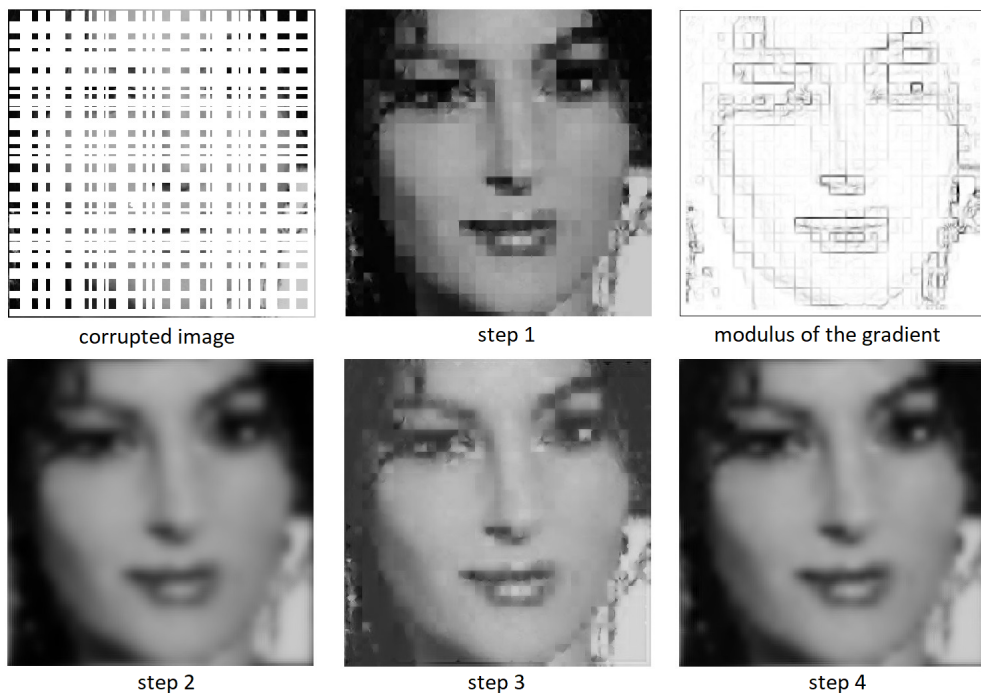 corrupted image
step 1
modulus of the gradient
step 2
step 3
step 4